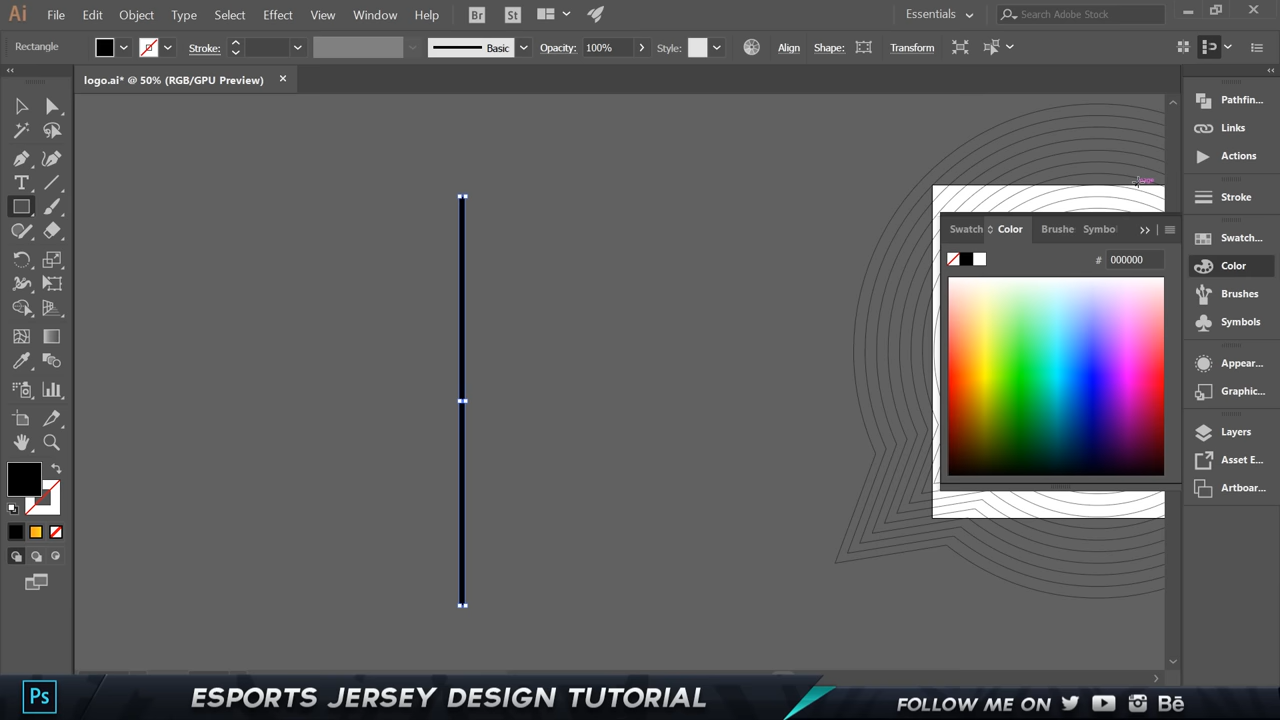 Ai File Edit Object Type Select Effect View Window Help Br St Essentials Search Adobe Stock
Rectangle Stroke: Basic Opacity: 100% Style: Align Shape: Transform
logo.ai* @ 50% (RGB/GPU Preview)
Pathfin...
Links
Actions
Stroke
Swatch Color Brushe Symbo
Swatc...
# 000000
Color
Brushes
Symbols
Appear...
Graphic...
Layers
Asset E...
Artboar...
Ps ESPORTS JERSEY DESIGN TUTORIAL FOLLOW ME ON Bē